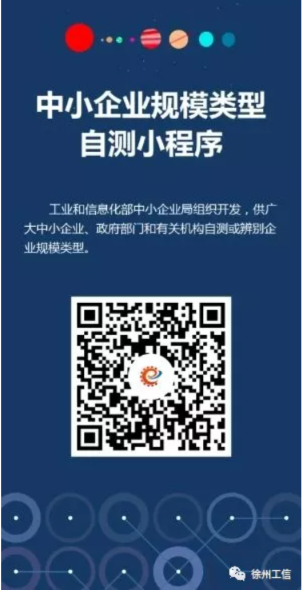 中小企业规模类型
自测小程序
工业和信息化部中小企业局组织开发，供广
大中小企业、政府部门和有关机构自测或辨别企
业规模类型。
徐州工信